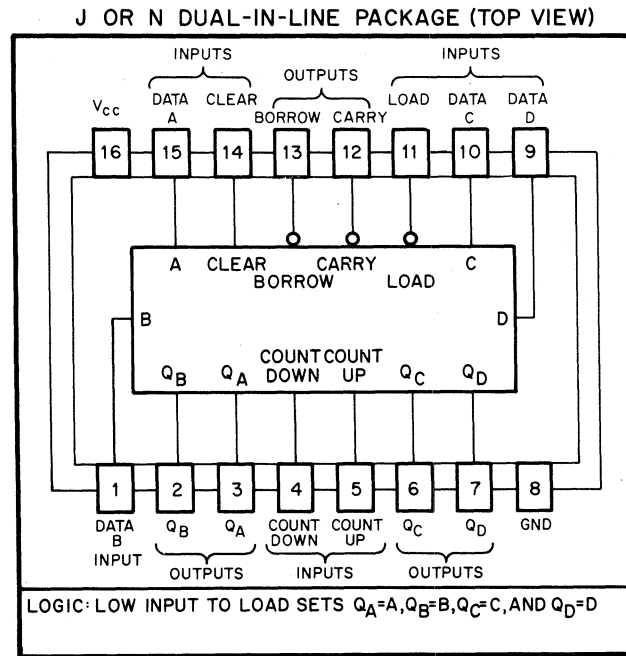 J OR N DUAL-IN-LINE PACKAGE (TOP VIEW)
INPUTS OUTPUTS INPUTS
VCC DATA A CLEAR BORROW CARRY LOAD DATA C DATA D
16 15 14 13 12 11 10 9
A CLEAR BORROW CARRY LOAD C
B D
QB QA COUNT DOWN COUNT UP QC QD
1 2 3 4 5 6 7 8
DATA B INPUT QB QA COUNT DOWN COUNT UP QC QD GND
OUTPUTS INPUTS OUTPUTS
LOGIC: LOW INPUT TO LOAD SETS QA=A,QB=B,QC=C,AND QD=D